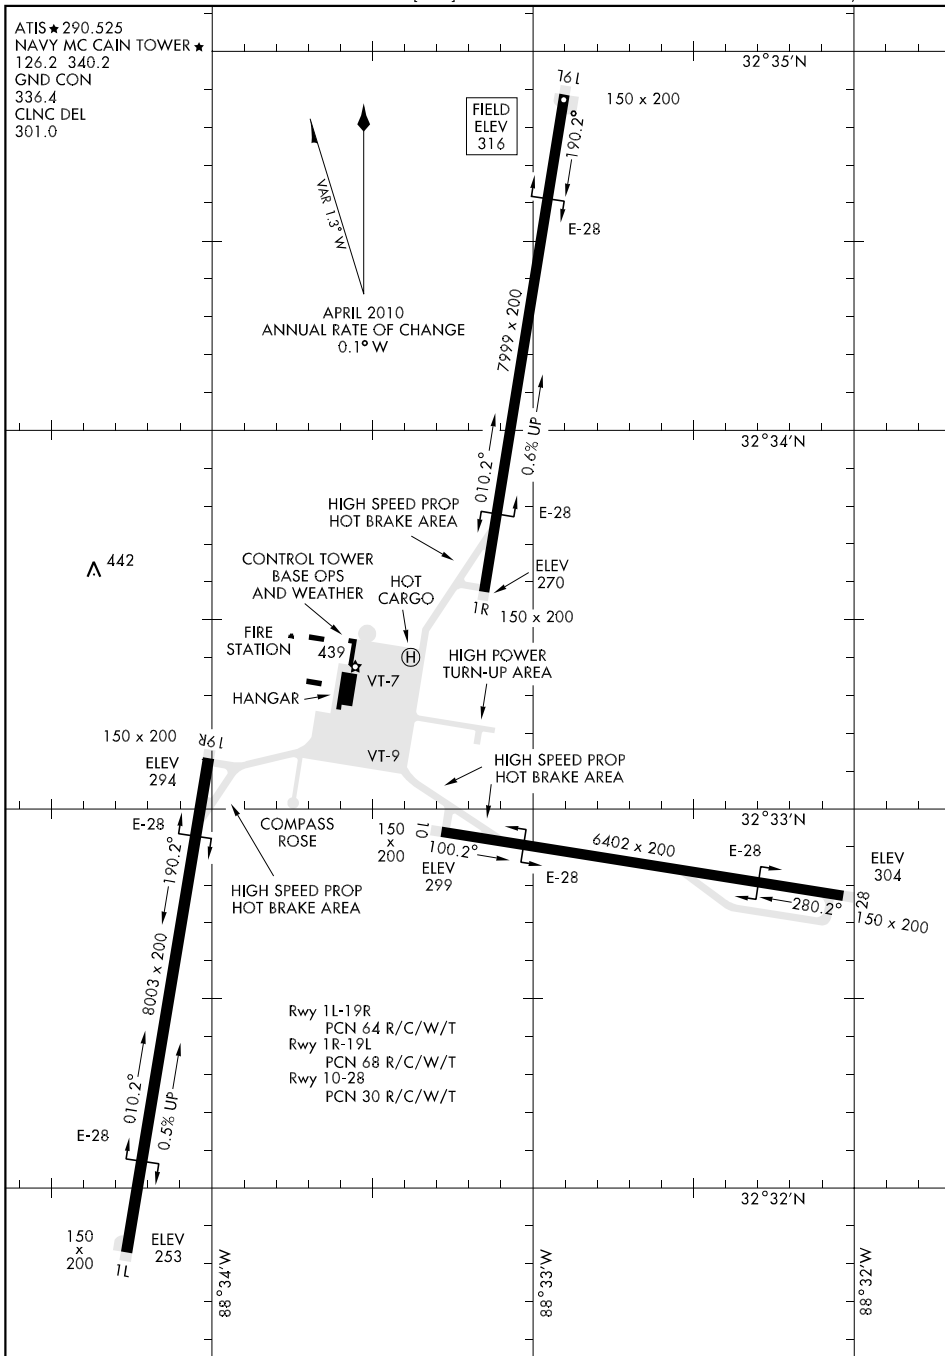 ATIS★290.525
NAVY MC CAIN TOWER★
126.2 340.2
GND CON
336.4
CLNC DEL
301.0
32°35'N
19L
150 x 200
FIELD
ELEV
316
190.2°
VAR 1.3° W
E-28
APRIL 2010
ANNUAL RATE OF CHANGE
0.1° W
7999 x 200
32°34'N
0.6% UP
010.2°
HIGH SPEED PROP
HOT BRAKE AREA
E-28
442
CONTROL TOWER
BASE OPS
AND WEATHER
HOT
CARGO
ELEV
270
1R
150 x 200
FIRE
STATION
439
H
HIGH POWER
TURN-UP AREA
VT-7
HANGAR
150 x 200
19R
ELEV
294
VT-9
HIGH SPEED PROP
HOT BRAKE AREA
32°33'N
E-28
COMPASS
ROSE
150
x
200
10
100.2°
ELEV
299
E-28
6402 x 200
E-28
ELEV
304
280.2°
28
150 x 200
190.2°
HIGH SPEED PROP
HOT BRAKE AREA
8003 x 200
Rwy 1L-19R
PCN 64 R/C/W/T
Rwy 1R-19L
PCN 68 R/C/W/T
Rwy 10-28
PCN 30 R/C/W/T
010.2°
0.5% UP
E-28
32°32'N
150
x
200
ELEV
253
1L
88°34'W
88°33'W
88°32'W